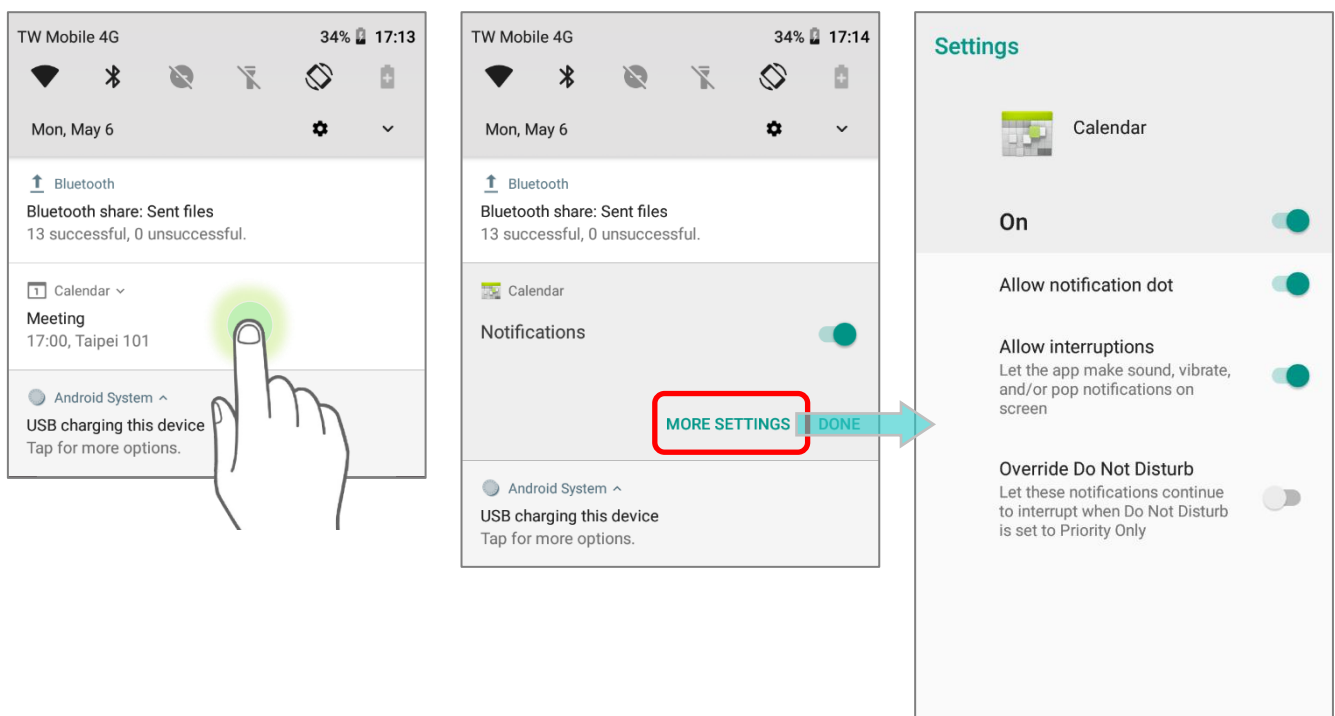 TW Mobile 4G 34% 17:13
Mon, May 6
Bluetooth
Bluetooth share: Sent files
13 successful, 0 unsuccessful.
1 Calendar
Meeting
17:00, Taipei 101
Android System
USB charging this device
Tap for more options.
TW Mobile 4G 34% 17:14
Mon, May 6
Bluetooth
Bluetooth share: Sent files
13 successful, 0 unsuccessful.
Calendar
Notifications
MORE SETTINGS DONE
Android System
USB charging this device
Tap for more options.
Settings
Calendar
On
Allow notification dot
Allow interruptions
Let the app make sound, vibrate,
and/or pop notifications on
screen
Override Do Not Disturb
Let these notifications continue
to interrupt when Do Not Disturb
is set to Priority Only